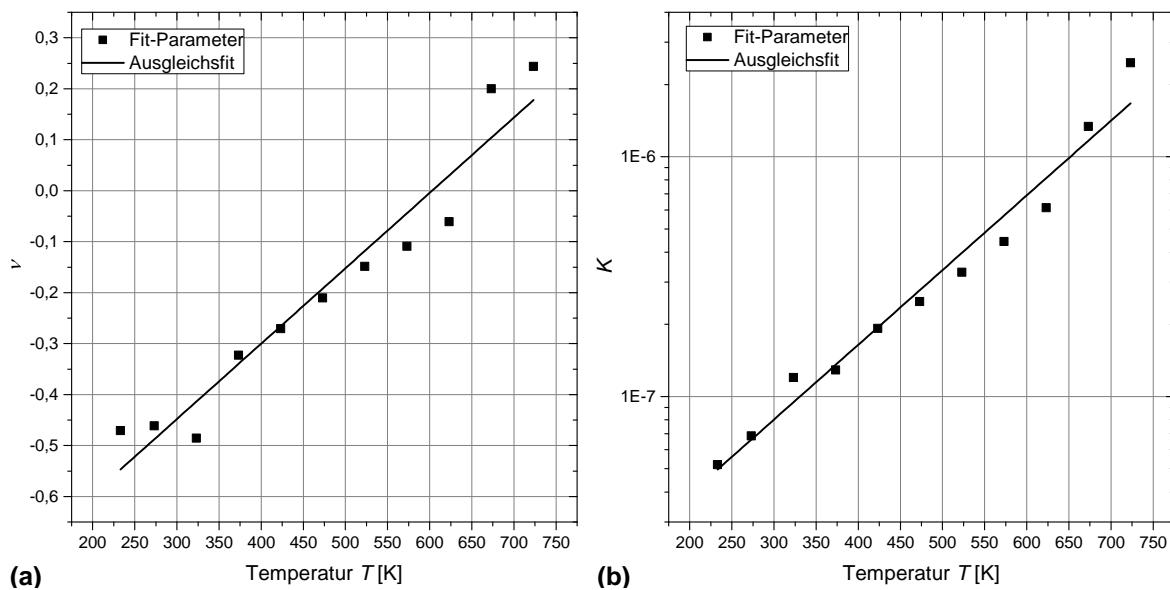 0,3
0,2
0,1
0,0
-0,1
-0,2
-0,3
-0,4
-0,5
-0,6
ν
Fit-Parameter
Ausgleichsfit
200 250 300 350 400 450 500 550 600 650 700 750
Temperatur T [K]
(a)
1E-6
1E-7
K
Fit-Parameter
Ausgleichsfit
200 250 300 350 400 450 500 550 600 650 700 750
Temperatur T [K]
(b)